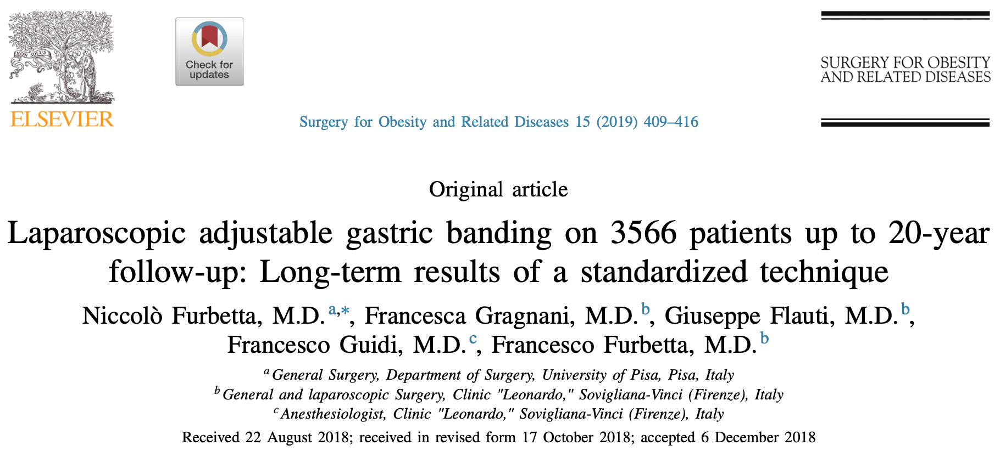 NON SOLUS
ELSEVIER
Check for
updates
SURGERY FOR OBESITY
AND RELATED DISEASES
Surgery for Obesity and Related Diseases 15 (2019) 409–416
Original article
Laparoscopic adjustable gastric banding on 3566 patients up to 20-year
follow-up: Long-term results of a standardized technique
Niccolò Furbetta, M.D.a,*, Francesca Gragnani, M.D.b, Giuseppe Flauti, M.D.b,
Francesco Guidi, M.D.c, Francesco Furbetta, M.D.b
a General Surgery, Department of Surgery, University of Pisa, Pisa, Italy
b General and laparoscopic Surgery, Clinic "Leonardo," Sovigliana-Vinci (Firenze), Italy
c Anesthesiologist, Clinic "Leonardo," Sovigliana-Vinci (Firenze), Italy
Received 22 August 2018; received in revised form 17 October 2018; accepted 6 December 2018